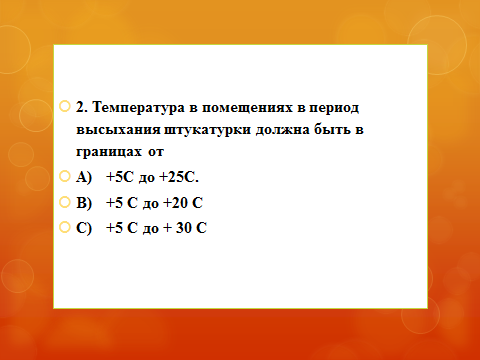 2. Температура в помещениях в период
высыхания штукатурки должна быть в
границах от
А) +5С до +25С.
В) +5 С до +20 С
С) +5 С до + 30 С